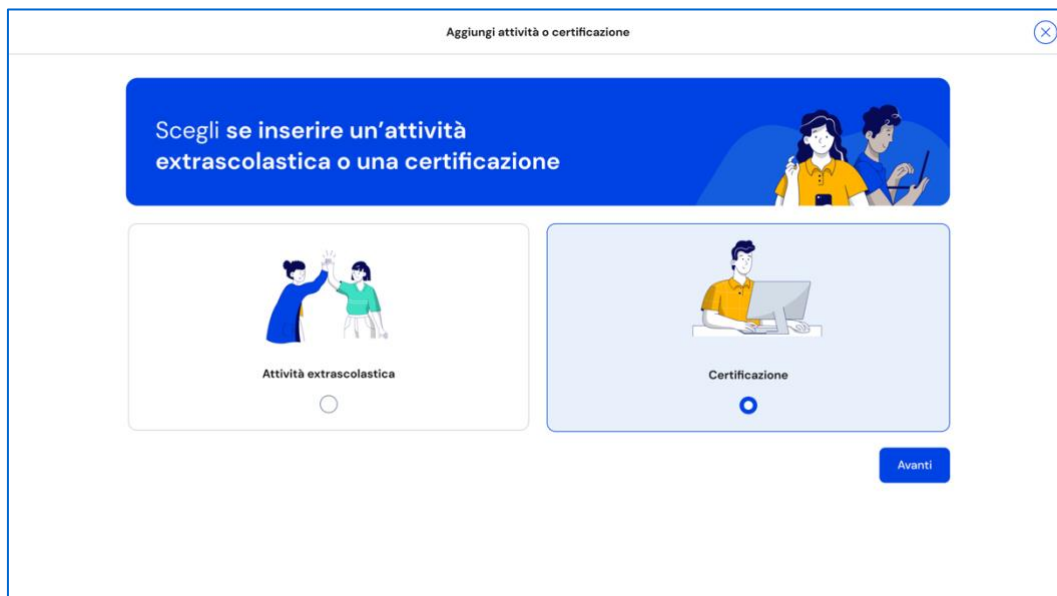 Aggiungi attività o certificazione
Scegli se inserire un'attività
extrascolastica o una certificazione
Attività extrascolastica
Certificazione
Avanti